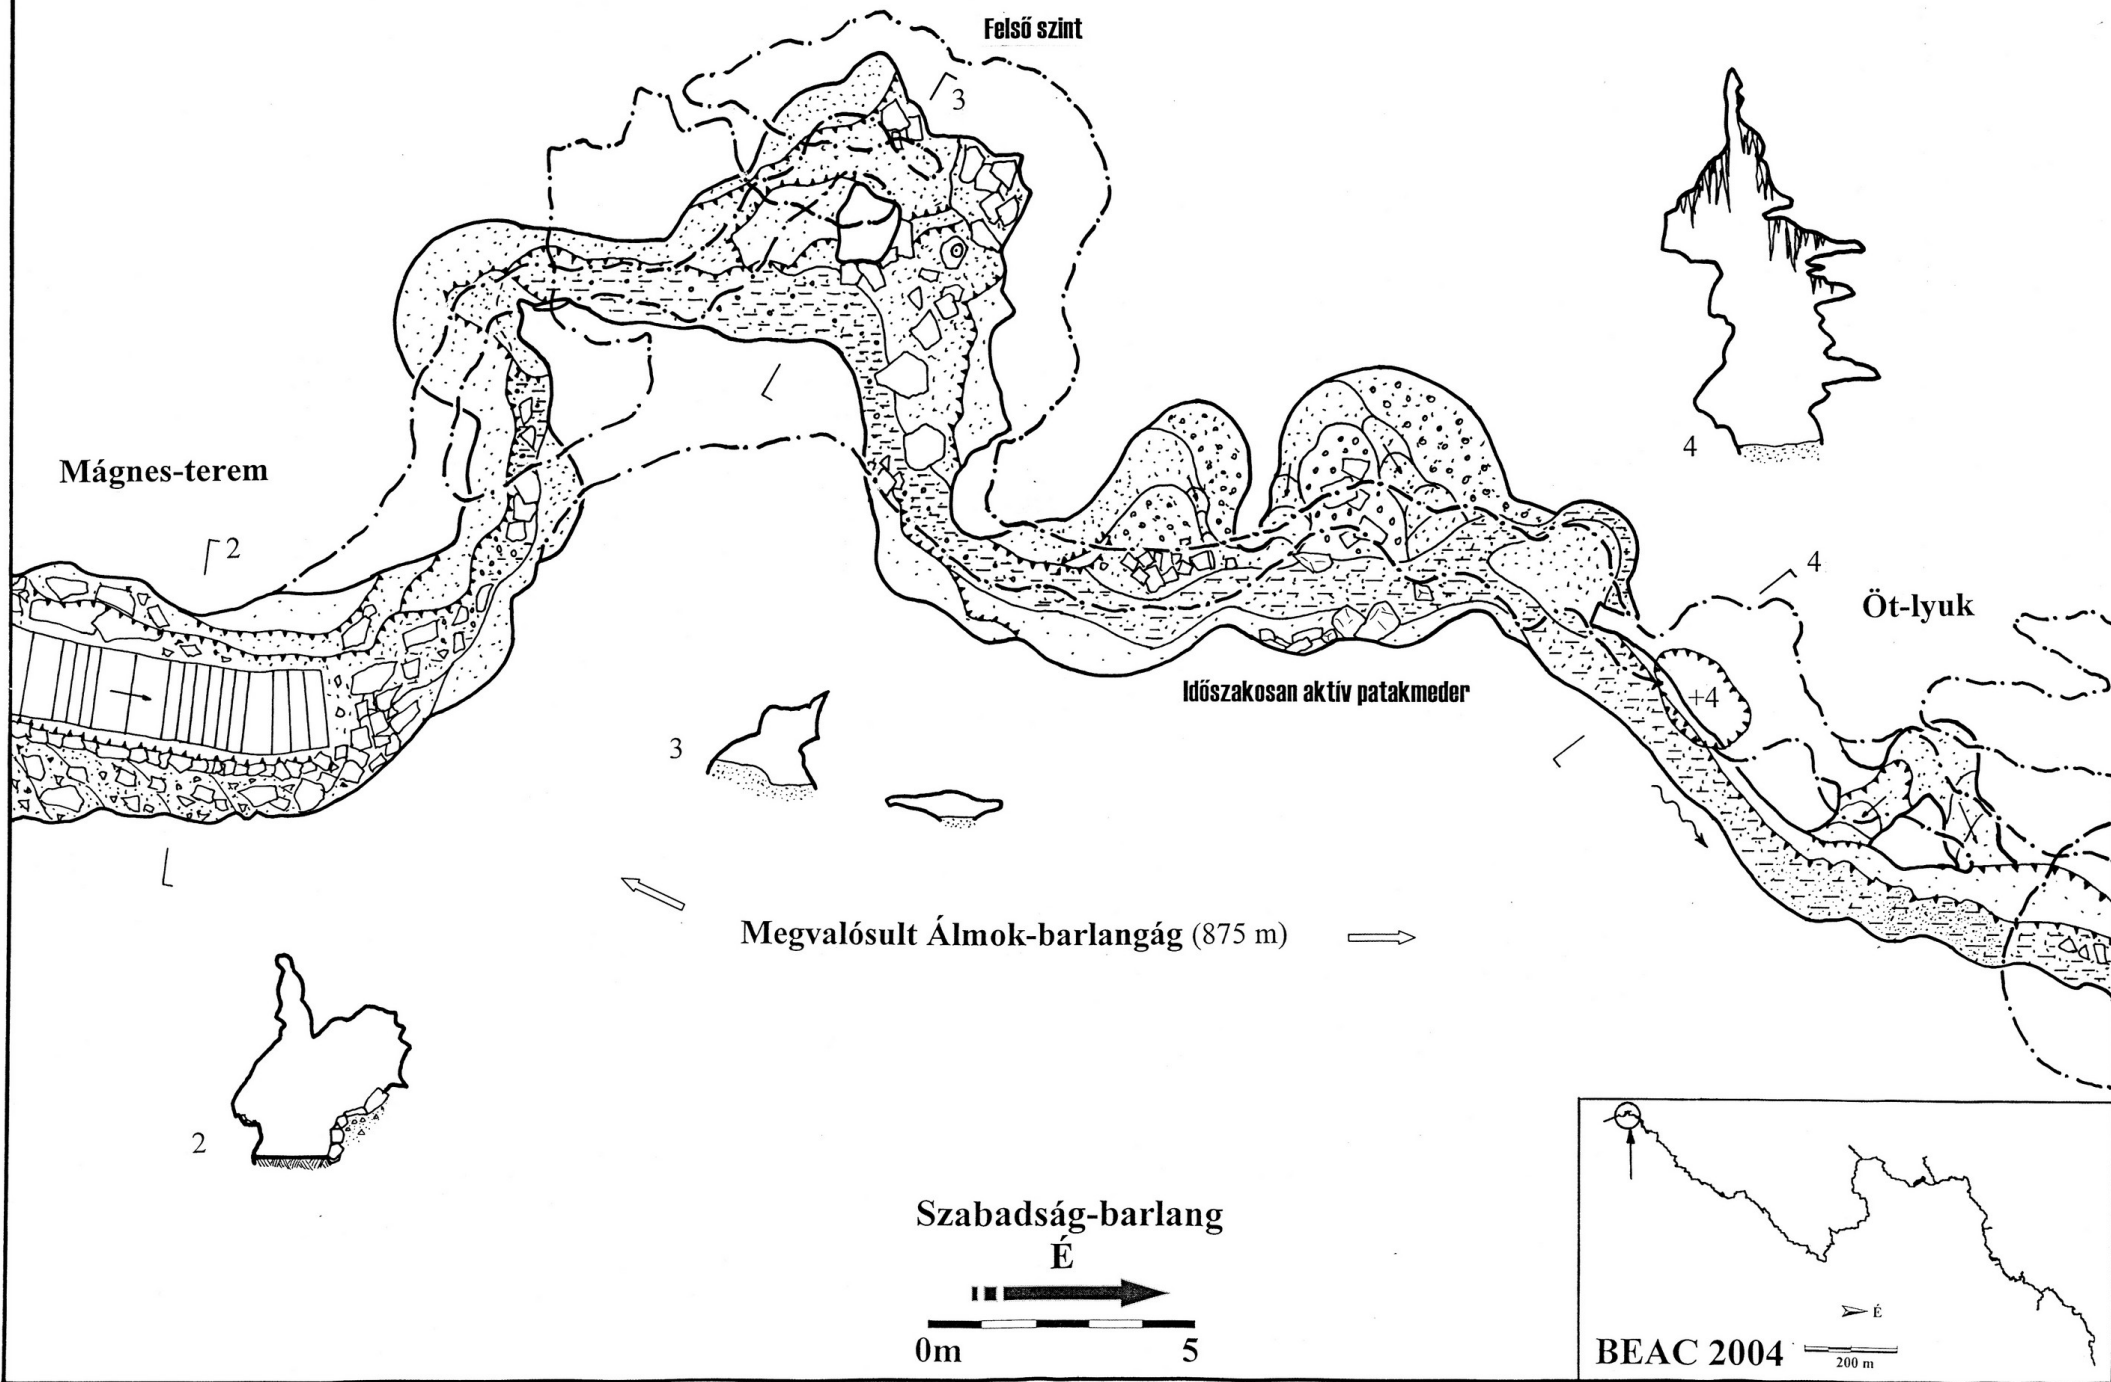 Felső szint
3
4
Mágnes-terem
2
4
Öt-lyuk
+4
Időszakosan aktív patakmeder
3
Megvalósult Álmok-barlangág (875 m)
2
Szabadság-barlang
É
0m 5
É
BEAC 2004
200 m